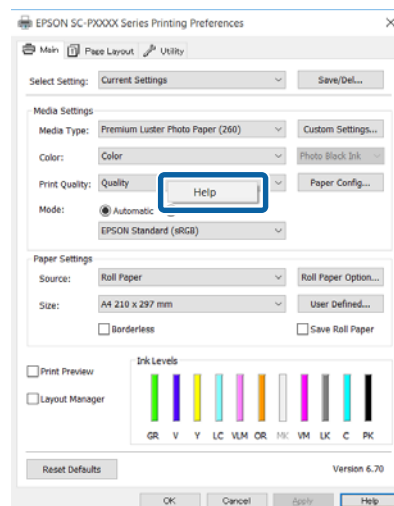 EPSON SC-PXXXX Series Printing Preferences
Main Page Layout Utility
Select Setting: Current Settings Save/Del...
Media Settings
Media Type: Premium Luster Photo Paper (260) Custom Settings...
Color: Color Photo Black Ink
Print Quality: Quality Paper Config...
Help
Mode: Automatic
EPSON Standard (sRGB)
Paper Settings
Source: Roll Paper Roll Paper Option...
Size: A4 210 x 297 mm User Defined...
Borderless Save Roll Paper
Print Preview Ink Levels
Layout Manager
GR V Y LC VLM OR MK VM LK C PK
Reset Defaults Version 6.70
OK Cancel Apply Help